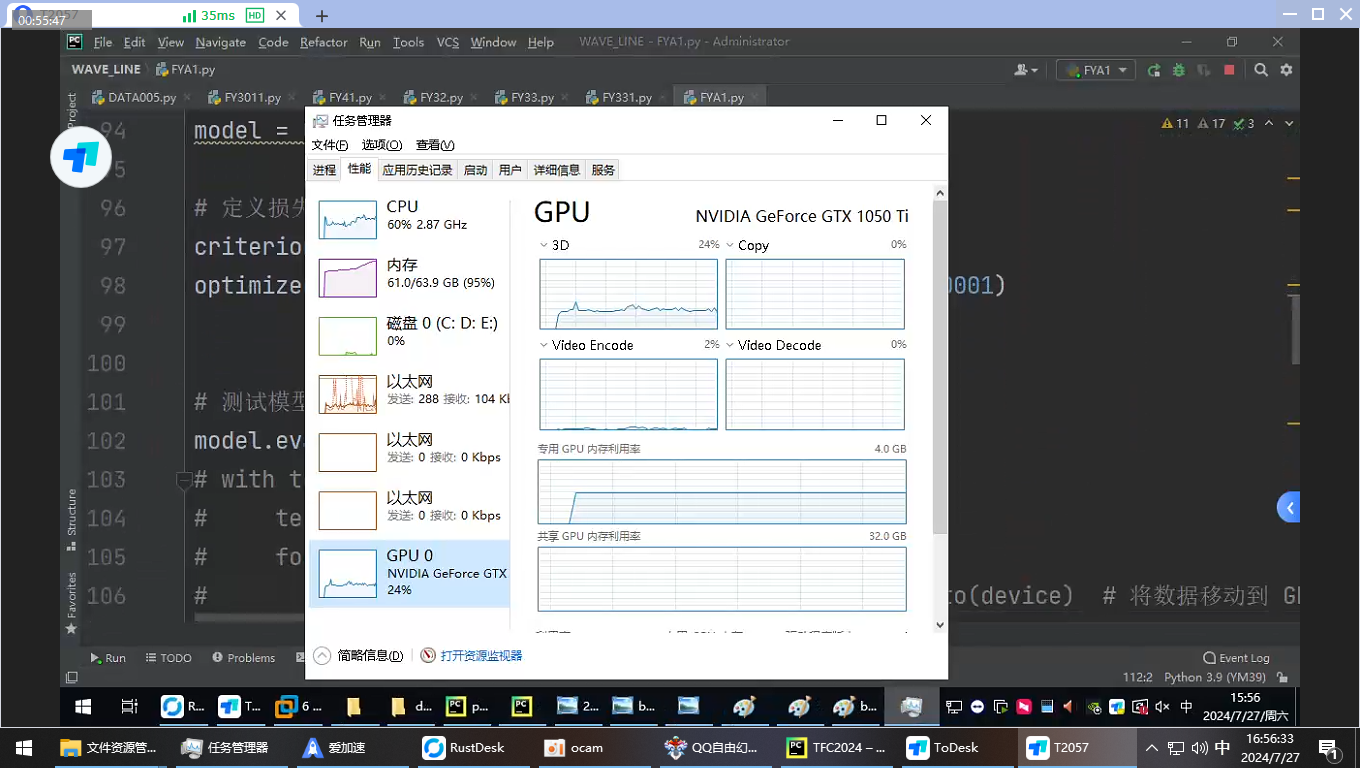 T2057
00:55:47
35ms HD
File Edit View Navigate Code Refactor Run Tools VCS Window Help WAVE_LINE - FYA1.py - Administrator
WAVE_LINE FYA1.py
FYA1
DATA005.py FY3011.py FY41.py FY32.py FY33.py FY331.py FYA1.py
Project
11 17 3
94 model =
5
96 # 定义损失
97 criterio
98 optimize 0001)
99
100
101 # 测试模型
102 model.eva
103 # with t
104 # te
105 # fo
106 # to(device) # 将数据移动到 G
Structure
Favorites
任务管理器
文件(F) 选项(O) 查看(V)
进程 性能 应用历史记录 启动 用户 详细信息 服务
CPU
60% 2.87 GHz
内存
61.0/63.9 GB (95%)
磁盘 0 (C: D: E:)
0%
以太网
发送: 288 接收: 104 Kb
以太网
发送: 0 接收: 0 Kbps
以太网
发送: 0 接收: 0 Kbps
GPU 0
NVIDIA GeForce GTX
24%
GPU NVIDIA GeForce GTX 1050 Ti
3D 24% Copy 0%
Video Encode 2% Video Decode 0%
专用 GPU 内存利用率 4.0 GB
共享 GPU 内存利用率 32.0 GB
简略信息(D) 打开资源监视器
Run TODO Problems
Event Log
112:2 Python 3.9 (YM39)
R... T... 6 ... d... p... 2... b... b...
中
15:56
2024/7/27/周六
文件资源管... 任务管理器 爱加速 RustDesk ocam QQ自由幻... TFC2024 – ... ToDesk T2057
中
16:56:33
2024/7/27
1